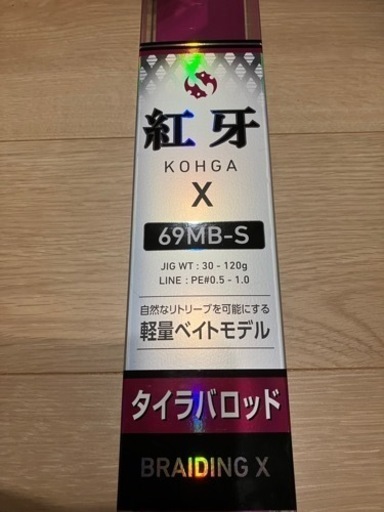 紅牙
KOHGA
X
69MB-S
JIG WT : 30 - 120g
LINE : PE#0.5 - 1.0
自然なリトリーブを可能にする
軽量ベイトモデル
タイラバロッド
BRAIDING X